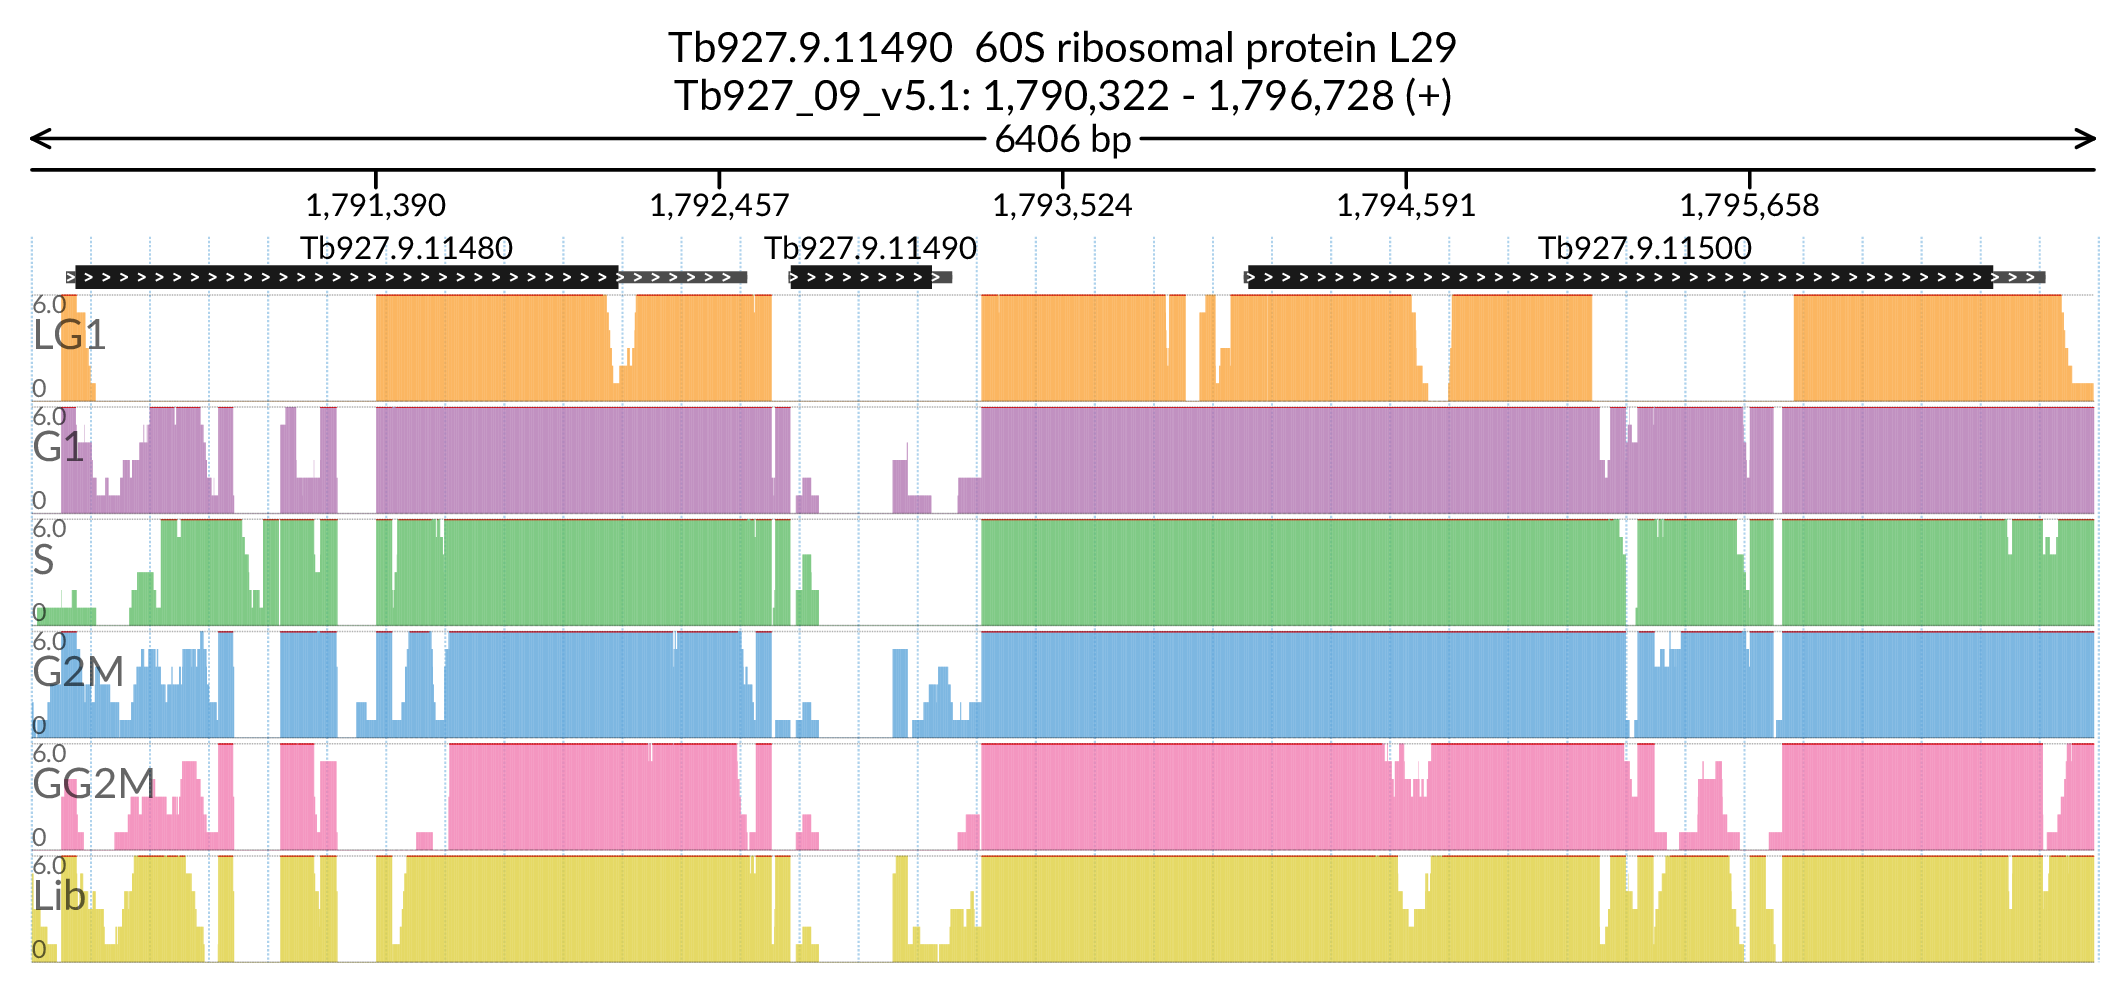 Tb927.9.11490  60S ribosomal protein L29
Tb927_09_v5.1: 1,790,322 - 1,796,728 (+)
6406 bp
1,791,390 1,792,457 1,793,524 1,794,591 1,795,658
Tb927.9.11480 Tb927.9.11490 Tb927.9.11500
6.0
LG1
0
6.0
G1
0
6.0
S
0
6.0
G2M
0
6.0
GG2M
0
6.0
Lib
0